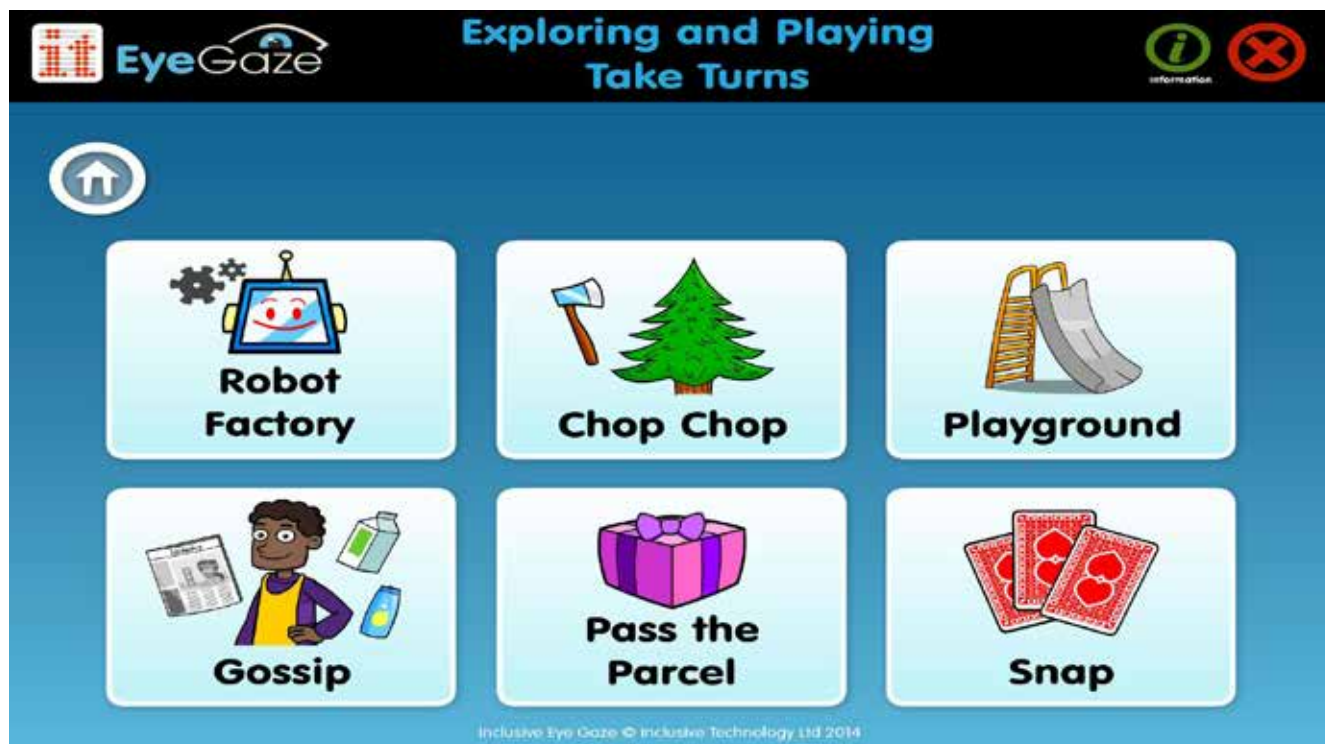 it EyeGaze
Exploring and Playing
Take Turns
information
Robot
Factory
Chop Chop
Playground
Gossip
Pass the
Parcel
Snap
Inclusive Eye Gaze © Inclusive Technology Ltd 2014